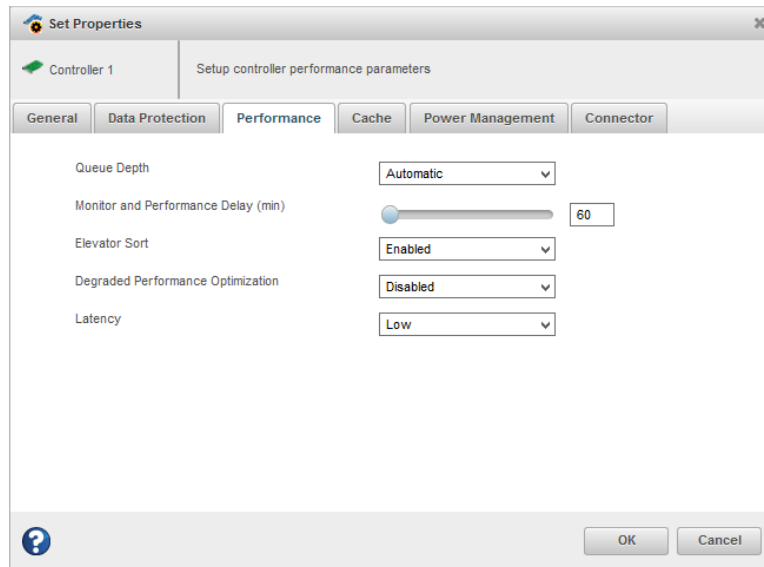 Set Properties
Controller 1
Setup controller performance parameters
General Data Protection Performance Cache Power Management Connector
Queue Depth Automatic
Monitor and Performance Delay (min) 60
Elevator Sort Enabled
Degraded Performance Optimization Disabled
Latency Low
? OK Cancel